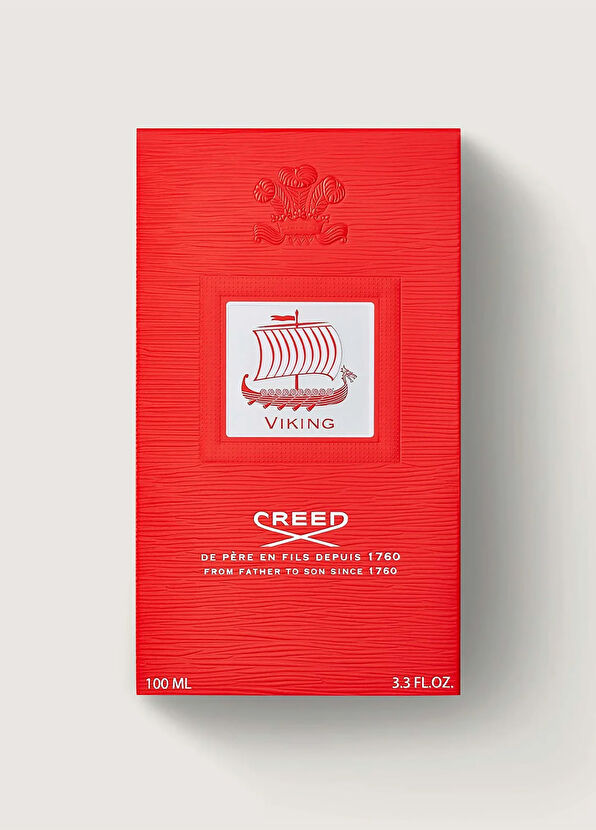 VIKING
CREED
DE PÈRE EN FILS DEPUIS 1760
FROM FATHER TO SON SINCE 1760
100 ML
3.3 FL.OZ.